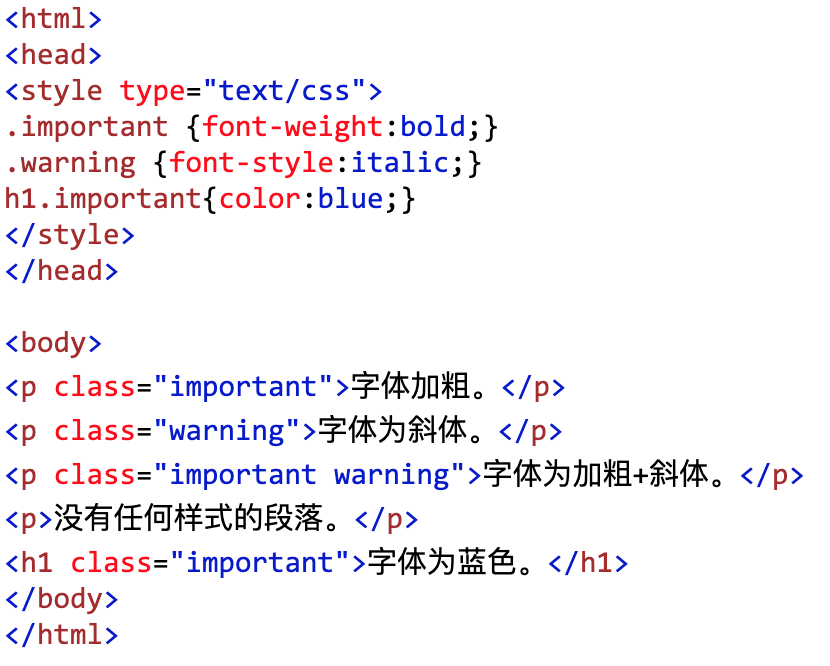 <html>
<head>
<style type="text/css">
.important {font-weight:bold;}
.warning {font-style:italic;}
h1.important{color:blue;}
</style>
</head>
<body>
<p class="important">字体加粗。</p>
<p class="warning">字体为斜体。</p>
<p class="important warning">字体为加粗+斜体。</p>
<p>没有任何样式的段落。</p>
<h1 class="important">字体为蓝色。</h1>
</body>
</html>